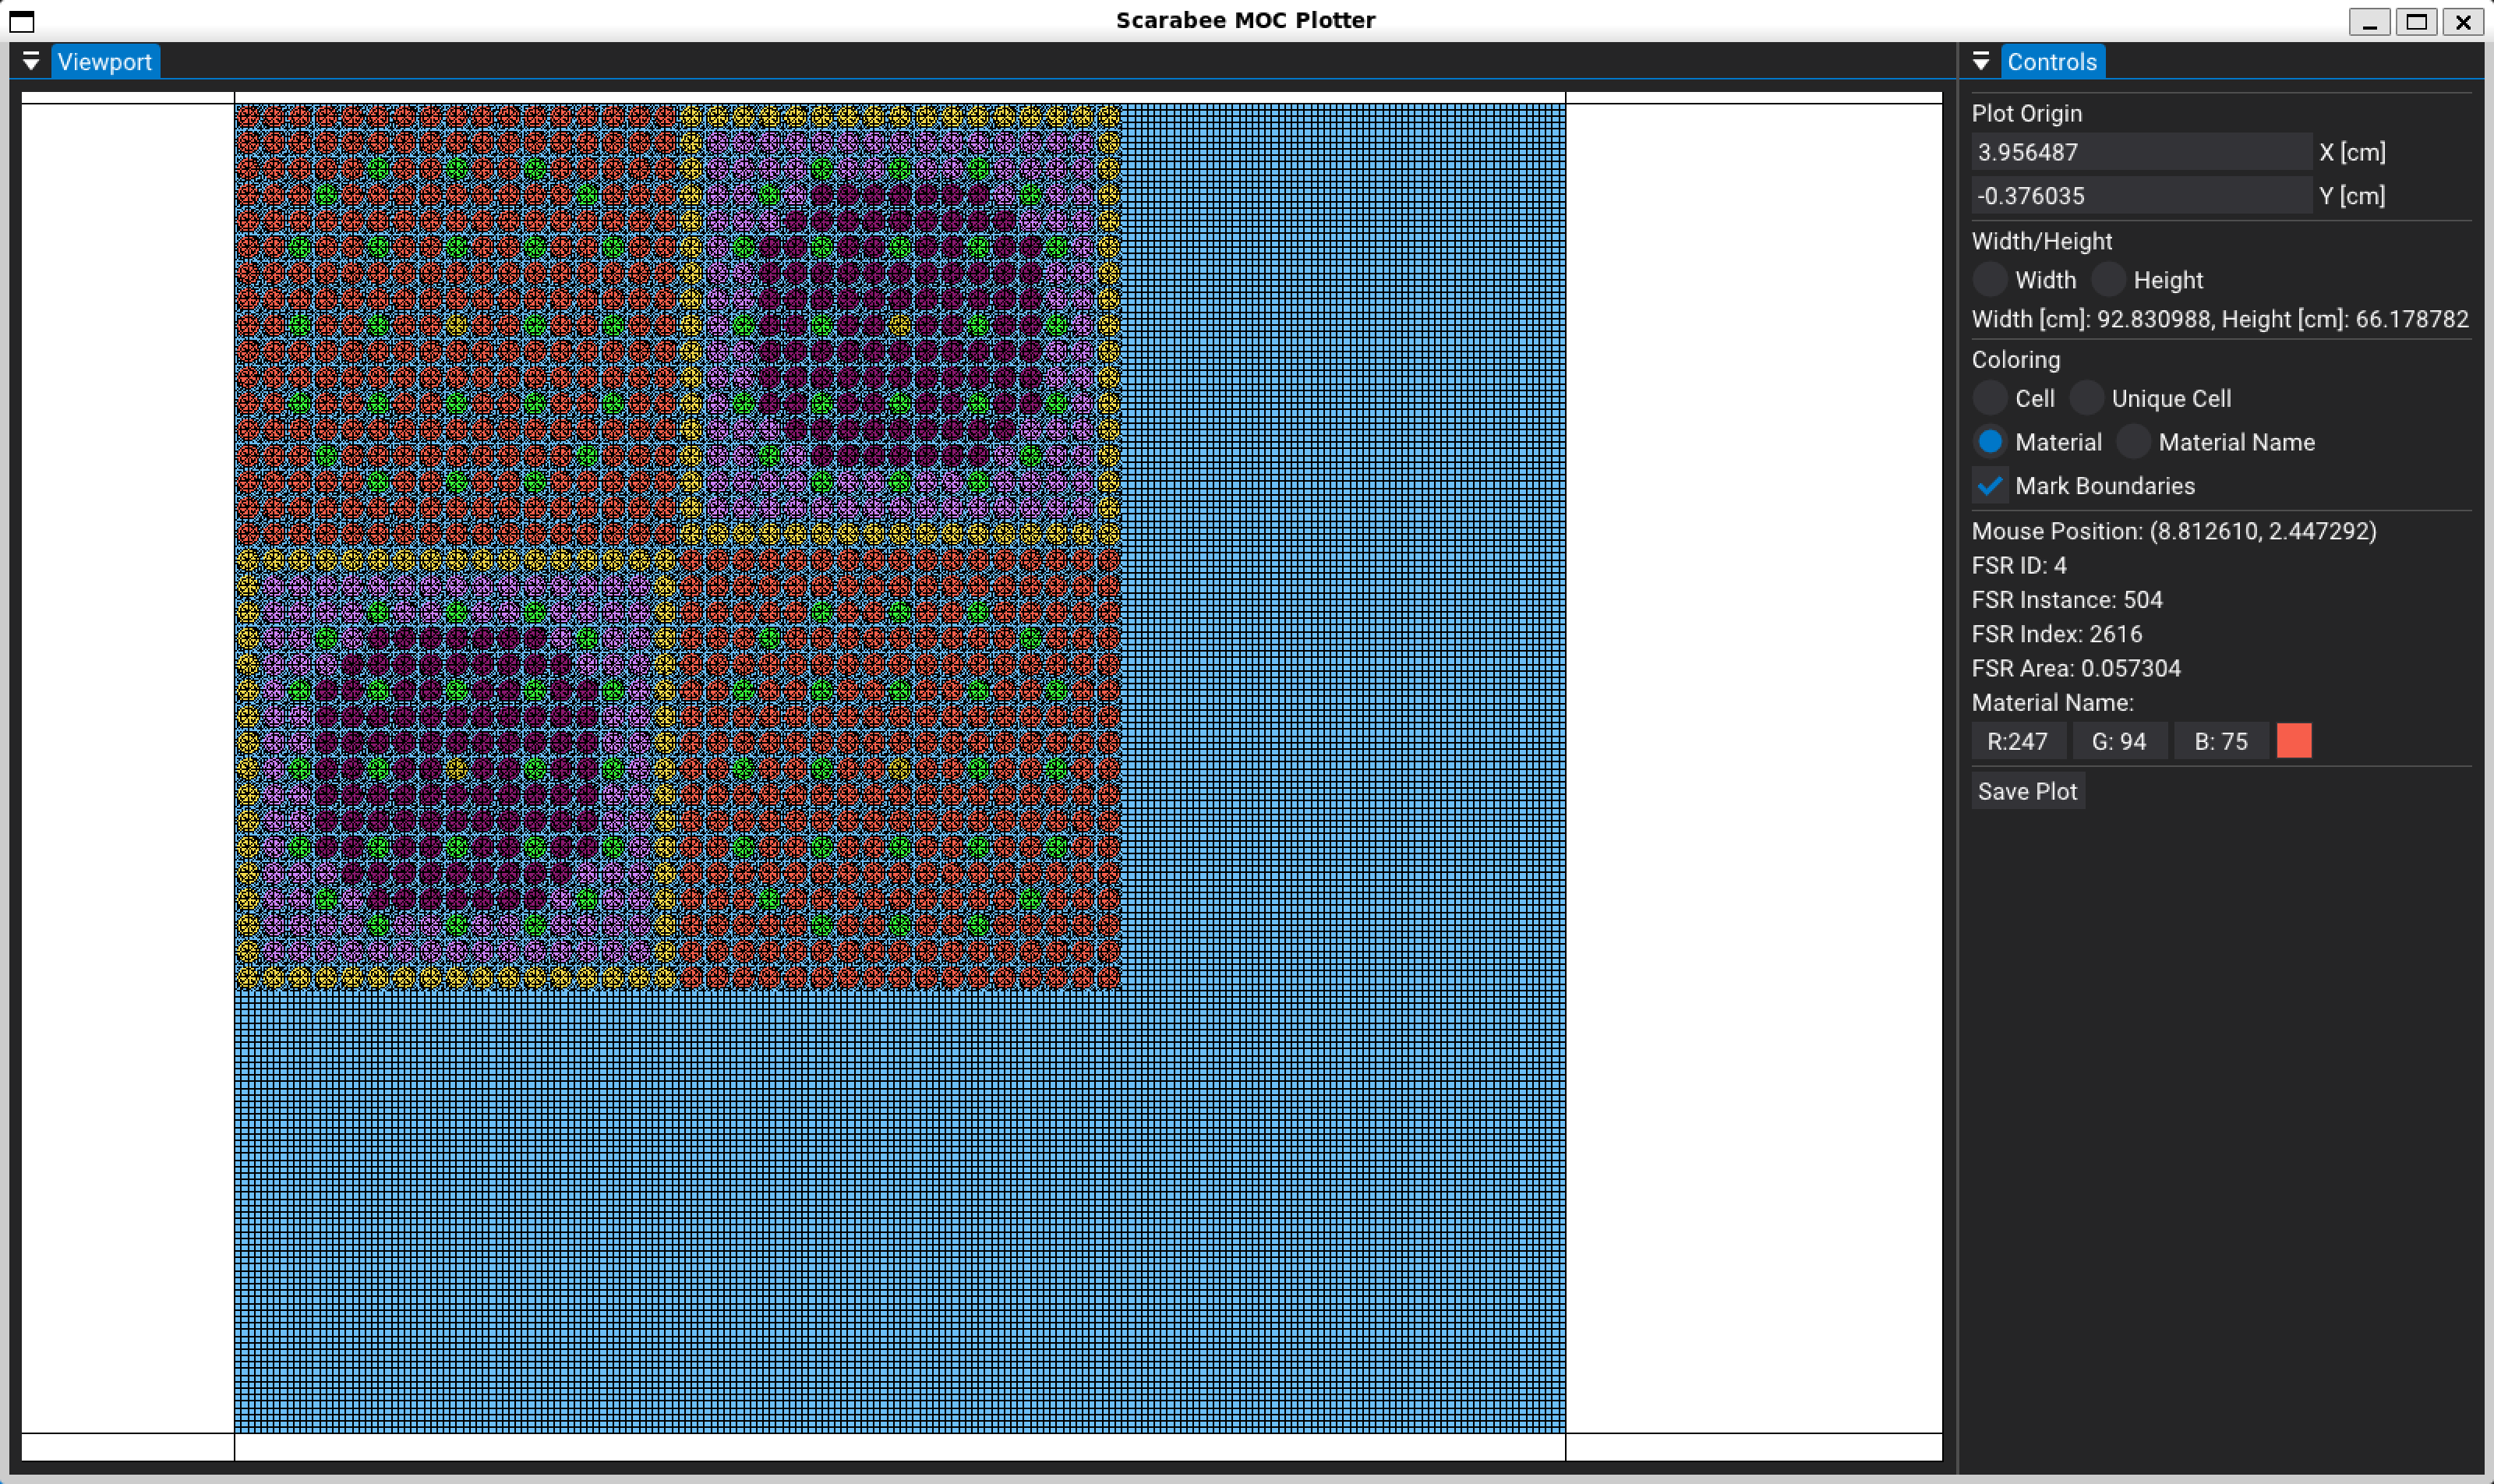 Scarabee MOC Plotter
Viewport
Controls
Plot Origin
3.956487 X [cm]
-0.376035 Y [cm]
Width/Height
Width Height
Width [cm]: 92.830988, Height [cm]: 66.178782
Coloring
Cell Unique Cell
Material Material Name
Mark Boundaries
Mouse Position: (8.812610, 2.447292)
FSR ID: 4
FSR Instance: 504
FSR Index: 2616
FSR Area: 0.057304
Material Name:
R:247 G: 94 B: 75
Save Plot